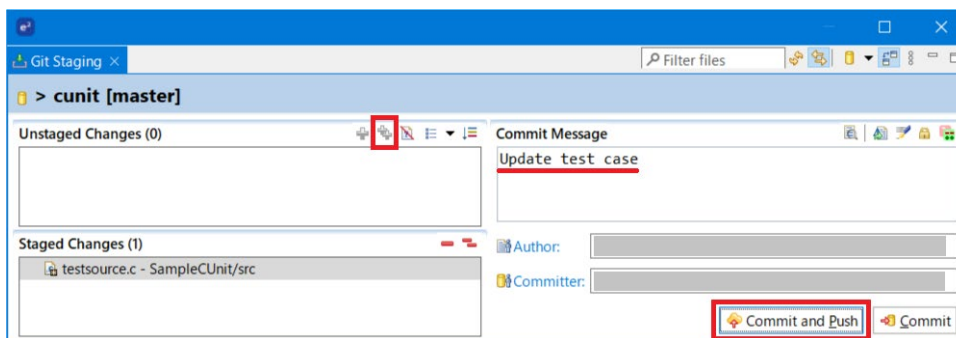 e²
Git Staging
Filter files
> cunit [master]
Unstaged Changes (0)
Commit Message
Update test case
Staged Changes (1)
testsource.c - SampleCUnit/src
Author:
Committer:
Commit and Push
Commit